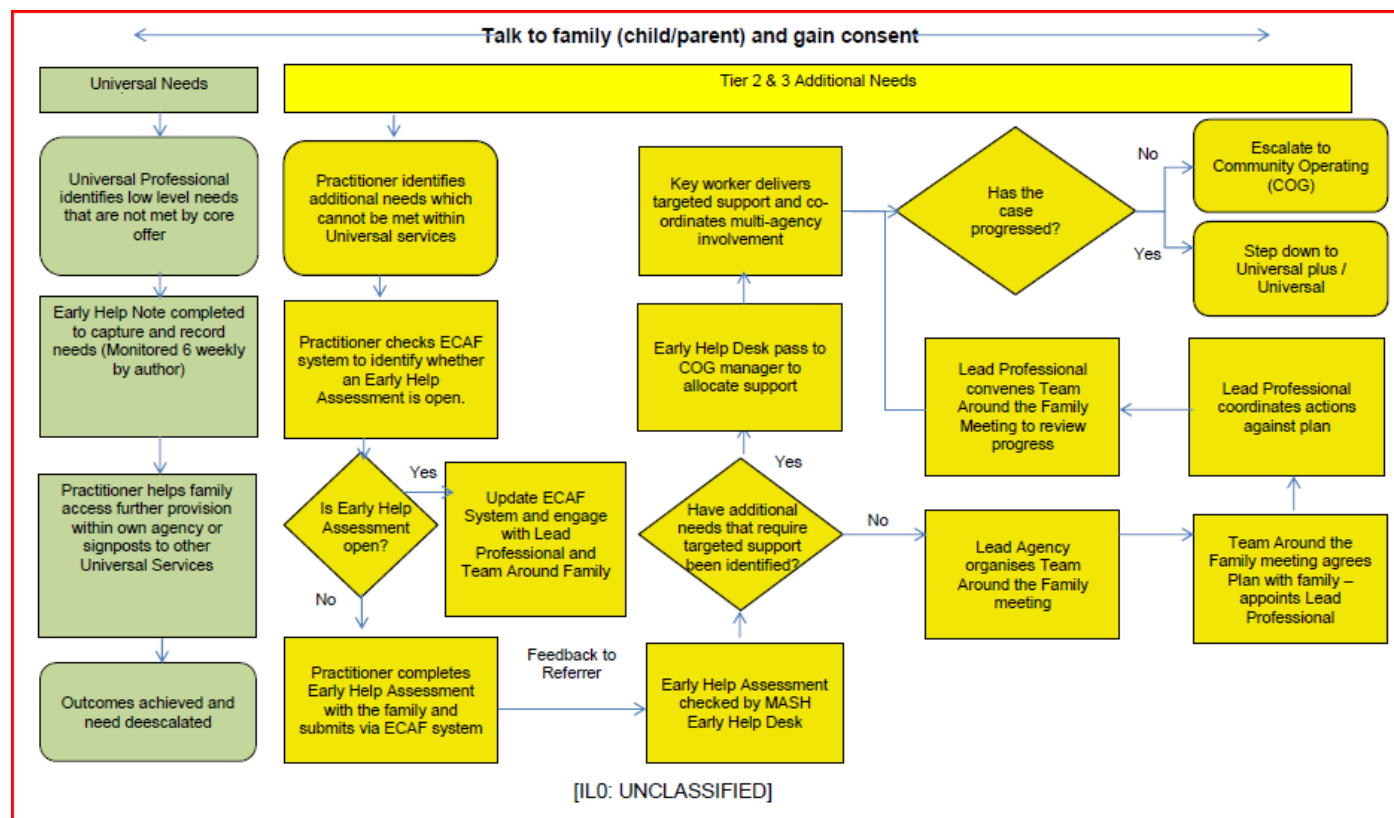 Talk to family (child/parent) and gain consent
Universal Needs
Tier 2 & 3 Additional Needs
Universal Professional
identifies low level needs
that are not met by core
offer
Early Help Note completed
to capture and record
needs (Monitored 6 weekly
by author)
Practitioner helps family
access further provision
within own agency or
signposts to other
Universal Services
Outcomes achieved and
need deescalated
Practitioner identifies
additional needs which
cannot be met within
Universal services
Practitioner checks ECAF
system to identify whether
an Early Help
Assessment is open.
Is Early Help
Assessment
open?
Yes
Update ECAF
System and engage
with Lead
Professional and
Team Around Family
No
Practitioner completes
Early Help Assessment
with the family and
submits via ECAF system
Feedback to
Referrer
Early Help Assessment
checked by MASH
Early Help Desk
Have additional
needs that require
targeted support
been identified?
Yes
Early Help Desk pass to
COG manager to
allocate support
Key worker delivers
targeted support and co-
ordinates multi-agency
involvement
No
Lead Agency
organises Team
Around the Family
meeting
Team Around the
Family meeting agrees
Plan with family –
appoints Lead
Professional
Lead Professional
coordinates actions
against plan
Lead Professional
convenes Team
Around the Family
Meeting to review
progress
Has the
case
progressed?
No
Escalate to
Community Operating
(COG)
Yes
Step down to
Universal plus /
Universal
[IL0: UNCLASSIFIED]